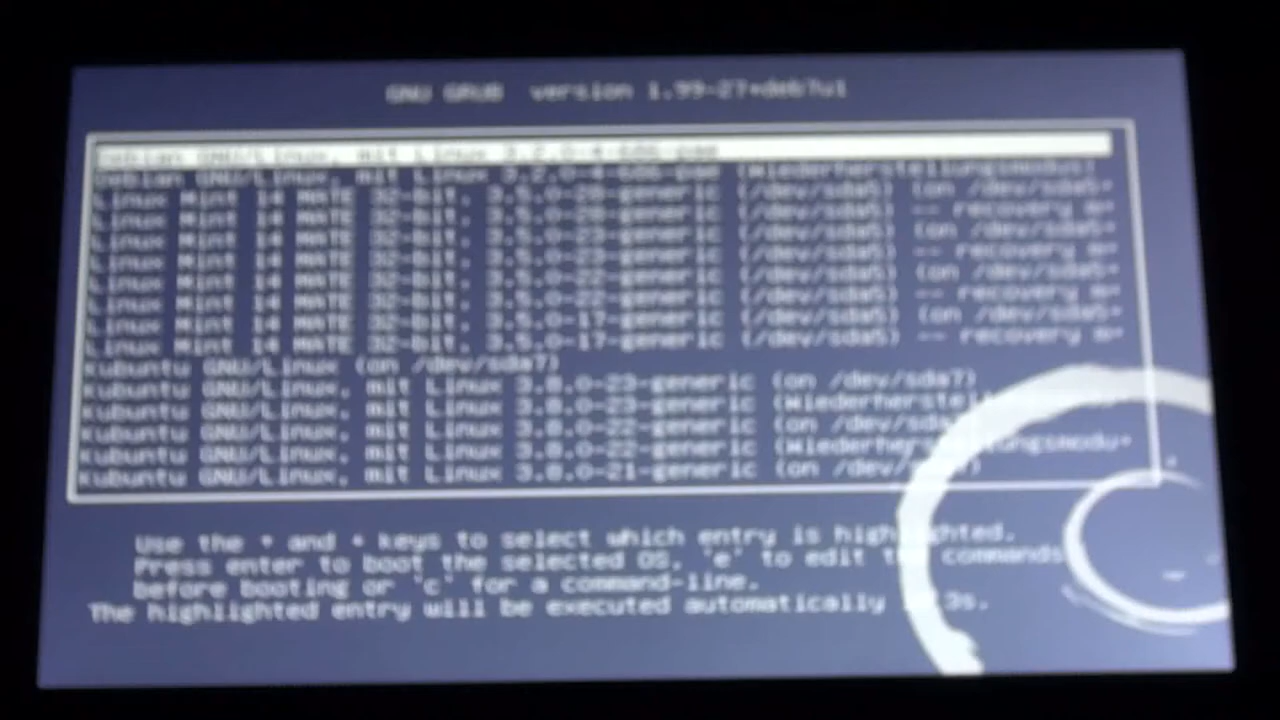 GNU GRUB version 1.99-27+deb7u1
Debian GNU/Linux, mit Linux 3.2.0-4-686-pae
Debian GNU/Linux, mit Linux 3.2.0-4-686-pae (Wiederherstellungsmodus)
Linux Mint 14 MATE 32-bit, 3.5.0-28-generic (/dev/sda5) (on /dev/sda5+
Linux Mint 14 MATE 32-bit, 3.5.0-28-generic (/dev/sda5) -- recovery m+
Linux Mint 14 MATE 32-bit, 3.5.0-23-generic (/dev/sda5) (on /dev/sda5+
Linux Mint 14 MATE 32-bit, 3.5.0-23-generic (/dev/sda5) -- recovery m+
Linux Mint 14 MATE 32-bit, 3.5.0-22-generic (/dev/sda5) (on /dev/sda5+
Linux Mint 14 MATE 32-bit, 3.5.0-22-generic (/dev/sda5) -- recovery m+
Linux Mint 14 MATE 32-bit, 3.5.0-17-generic (/dev/sda5) (on /dev/sda5+
Linux Mint 14 MATE 32-bit, 3.5.0-17-generic (/dev/sda5) -- recovery m+
Kubuntu GNU/Linux (on /dev/sda7)
Kubuntu GNU/Linux, mit Linux 3.8.0-23-generic (on /dev/sda7)
Kubuntu GNU/Linux, mit Linux 3.8.0-23-generic
Kubuntu GNU/Linux, mit Linux 3.8.0-22-generic (on /dev/sda7)
Kubuntu GNU/Linux, mit Linux 3.8.0-22-generic (Wiederherstellungsmodu+
Kubuntu GNU/Linux, mit Linux 3.8.0-21-generic (on /dev/sda7)
Use the and keys to select which entry is highlighted.
Press enter to boot the selected OS, 'e' to edit the commands
before booting or 'c' for a command-line.
The highlighted entry will be executed automatically in 3s.